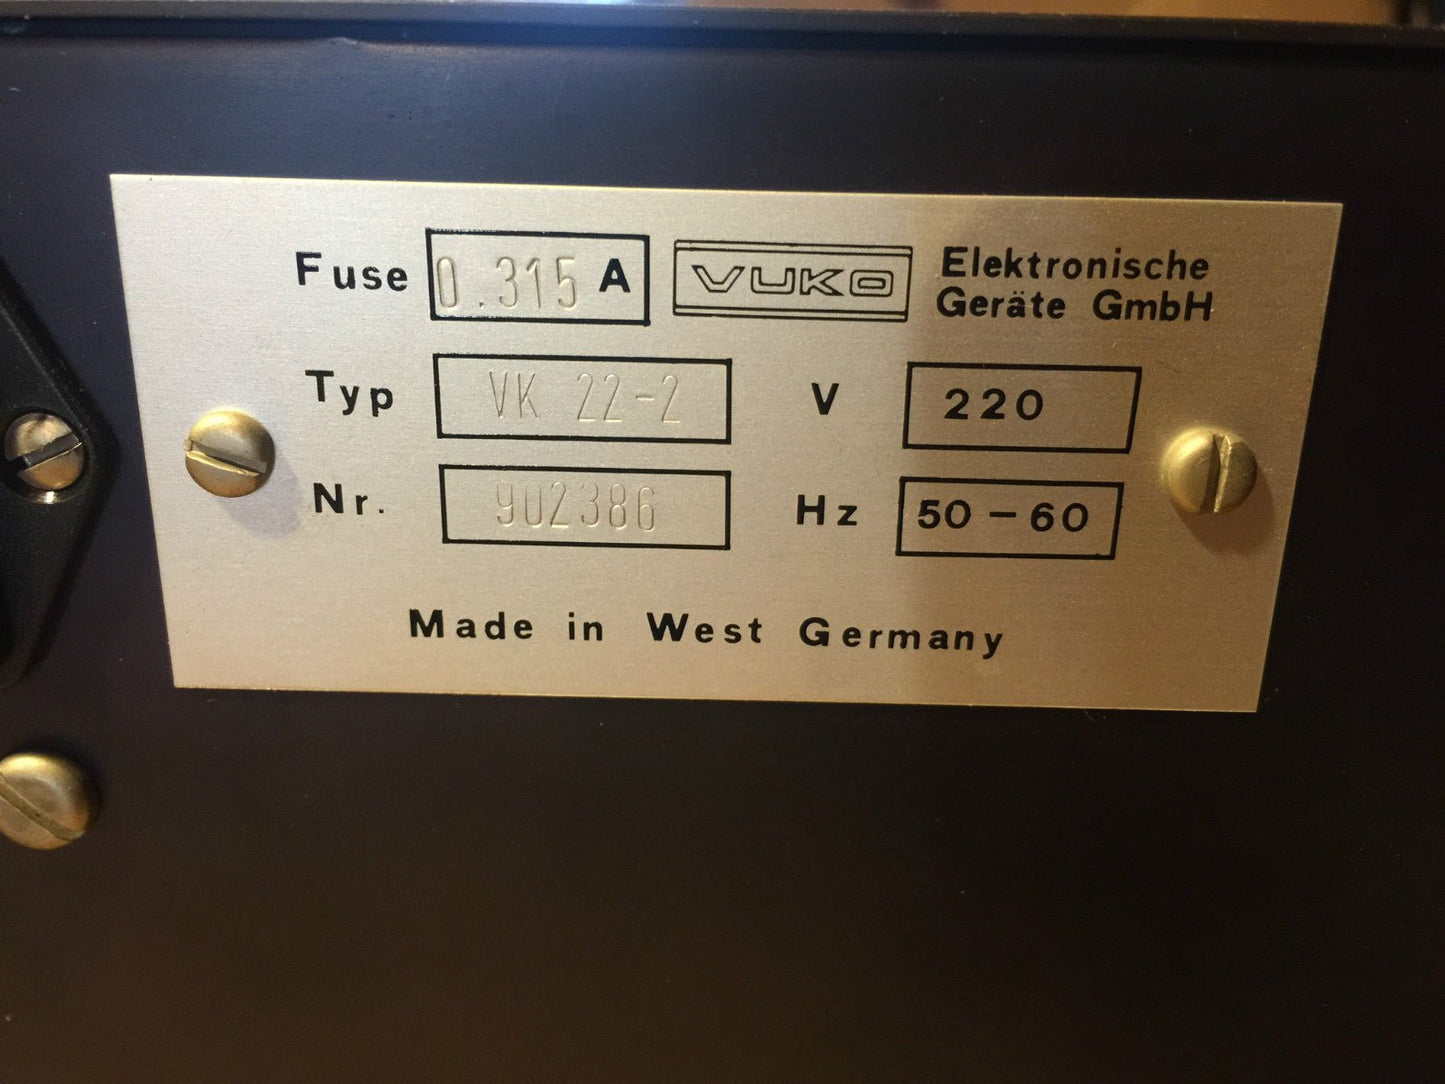 Fuse 0.315 A VUKO Elektronische
Geräte GmbH
Typ VK 22-2 V 220
Nr. 902386 Hz 50-60
Made in West Germany